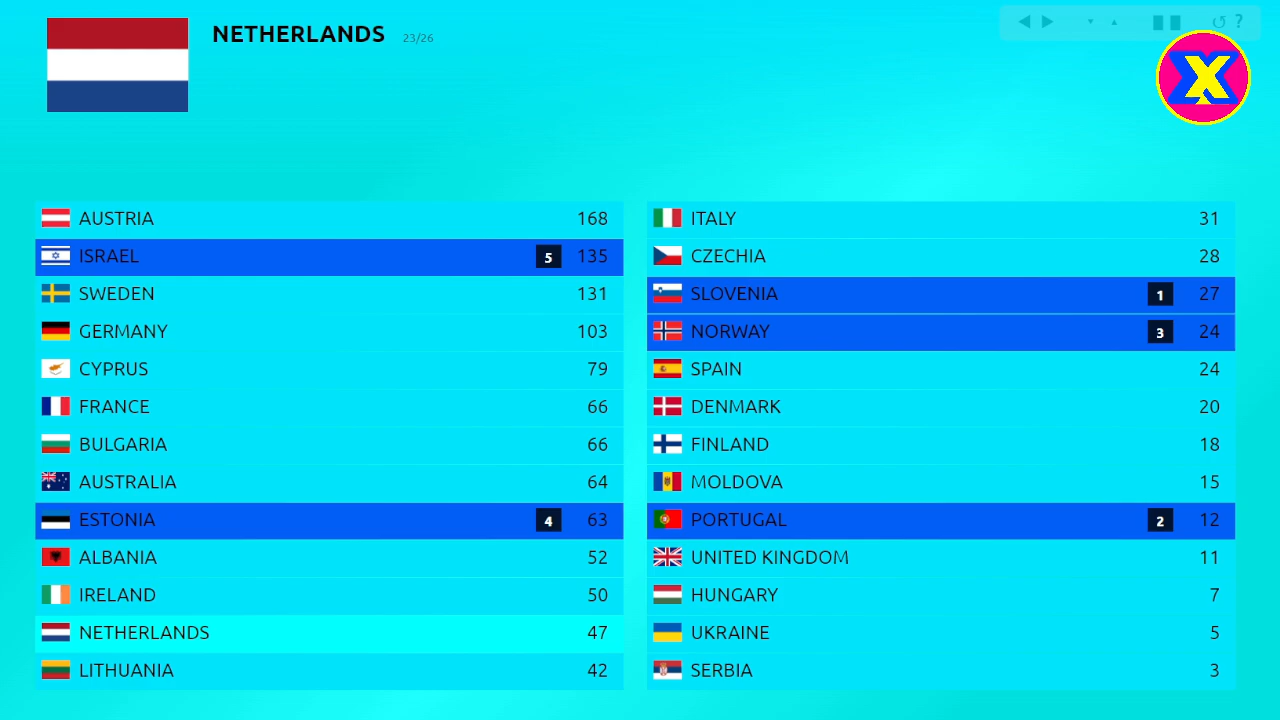 NETHERLANDS 23/26
?
X
AUSTRIA 168
ISRAEL 5 135
SWEDEN 131
GERMANY 103
CYPRUS 79
FRANCE 66
BULGARIA 66
AUSTRALIA 64
ESTONIA 4 63
ALBANIA 52
IRELAND 50
NETHERLANDS 47
LITHUANIA 42
ITALY 31
CZECHIA 28
SLOVENIA 1 27
NORWAY 3 24
SPAIN 24
DENMARK 20
FINLAND 18
MOLDOVA 15
PORTUGAL 2 12
UNITED KINGDOM 11
HUNGARY 7
UKRAINE 5
SERBIA 3